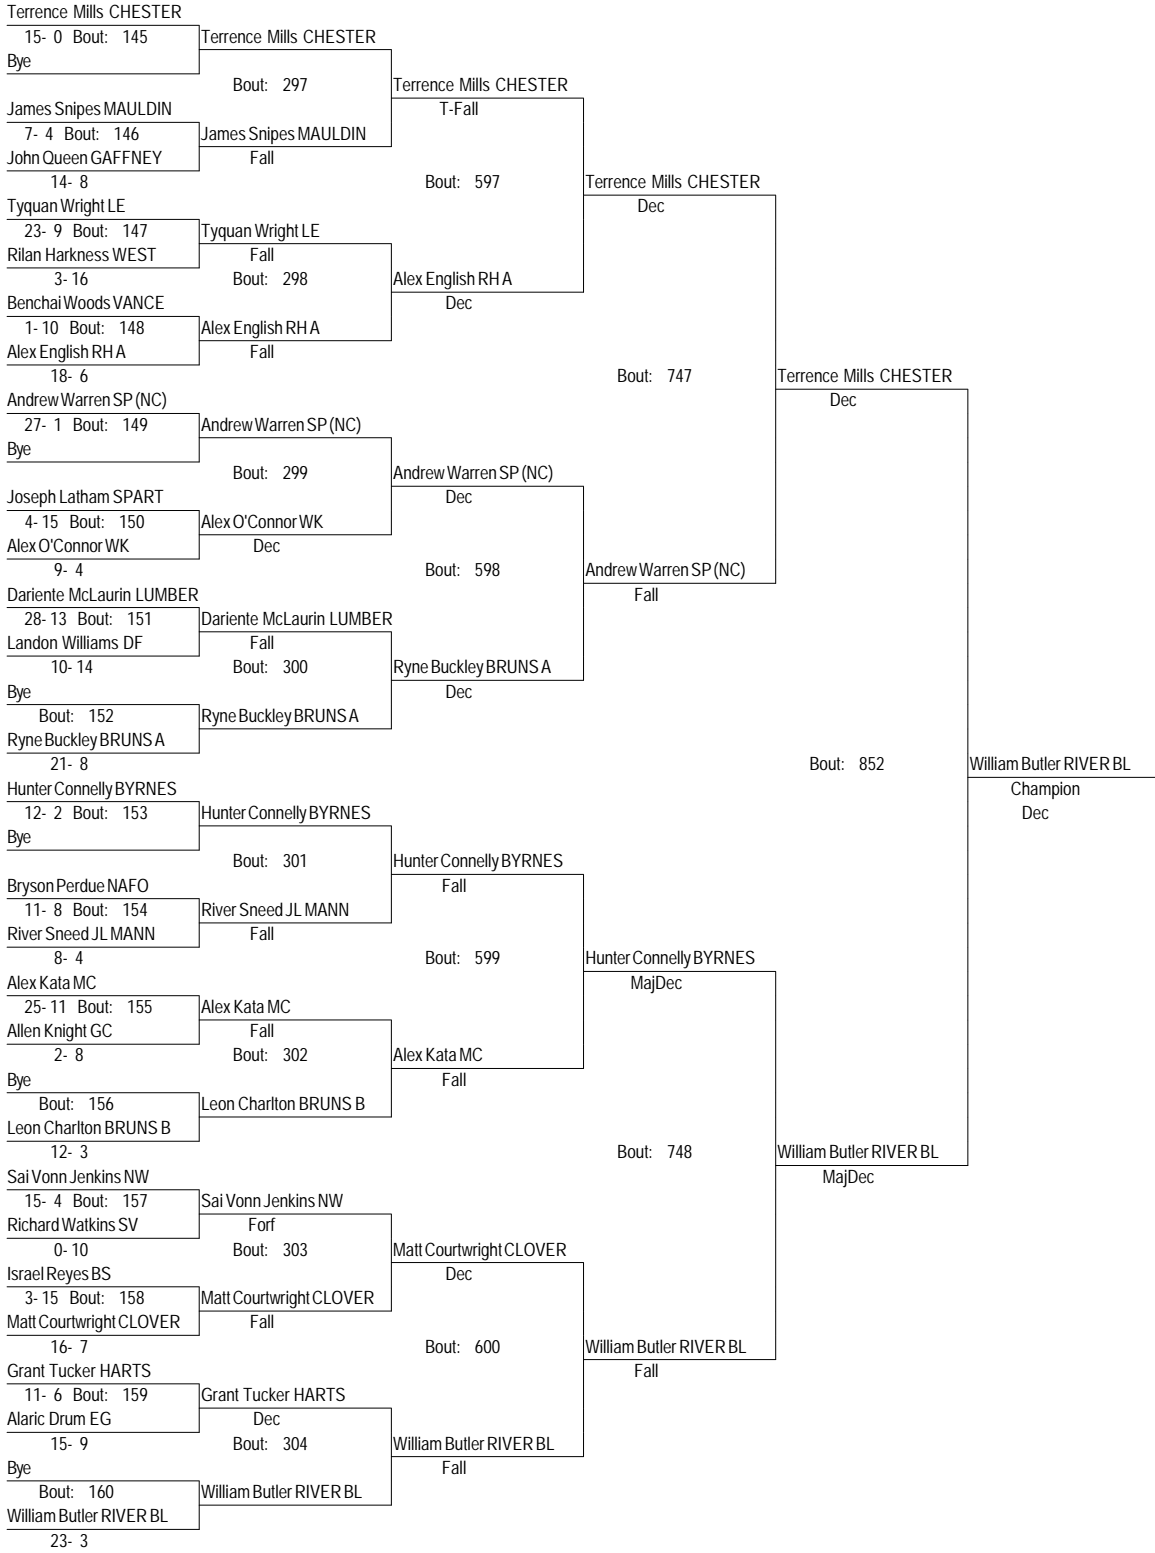 Terrence Mills CHESTER
15- 0 Bout: 145
Bye
Terrence Mills CHESTER
Bout: 297
Terrence Mills CHESTER
T-Fall
James Snipes MAULDIN
7- 4 Bout: 146
John Queen GAFFNEY
14- 8
James Snipes MAULDIN
Fall
Bout: 597
Terrence Mills CHESTER
Dec
Tyquan Wright LE
23- 9 Bout: 147
Rilan Harkness WEST
3- 16
Tyquan Wright LE
Fall
Bout: 298
Alex English RH A
Dec
Benchai Woods VANCE
1- 10 Bout: 148
Alex English RH A
18- 6
Alex English RH A
Fall
Bout: 747
Terrence Mills CHESTER
Dec
Andrew Warren SP (NC)
27- 1 Bout: 149
Bye
Andrew Warren SP (NC)
Bout: 299
Andrew Warren SP (NC)
Dec
Joseph Latham SPART
4- 15 Bout: 150
Alex O'Connor WK
9- 4
Alex O'Connor WK
Dec
Bout: 598
Andrew Warren SP (NC)
Fall
Dariente McLaurin LUMBER
28- 13 Bout: 151
Landon Williams DF
10- 14
Dariente McLaurin LUMBER
Fall
Bout: 300
Ryne Buckley BRUNS A
Dec
Bye
Bout: 152
Ryne Buckley BRUNS A
21- 8
Ryne Buckley BRUNS A
Bout: 852
William Butler RIVER BL
Champion
Dec
Hunter Connelly BYRNES
12- 2 Bout: 153
Bye
Hunter Connelly BYRNES
Bout: 301
Hunter Connelly BYRNES
Fall
Bryson Perdue NAFO
11- 8 Bout: 154
River Sneed JL MANN
8- 4
River Sneed JL MANN
Fall
Bout: 599
Hunter Connelly BYRNES
MajDec
Alex Kata MC
25- 11 Bout: 155
Allen Knight GC
2- 8
Alex Kata MC
Fall
Bout: 302
Alex Kata MC
Fall
Bye
Bout: 156
Leon Charlton BRUNS B
12- 3
Leon Charlton BRUNS B
Bout: 748
William Butler RIVER BL
MajDec
Sai Vonn Jenkins NW
15- 4 Bout: 157
Richard Watkins SV
0- 10
Sai Vonn Jenkins NW
Forf
Bout: 303
Matt Courtwright CLOVER
Dec
Israel Reyes BS
3- 15 Bout: 158
Matt Courtwright CLOVER
16- 7
Matt Courtwright CLOVER
Fall
Bout: 600
William Butler RIVER BL
Fall
Grant Tucker HARTS
11- 6 Bout: 159
Alaric Drum EG
15- 9
Grant Tucker HARTS
Dec
Bout: 304
William Butler RIVER BL
Fall
Bye
Bout: 160
William Butler RIVER BL
23- 3
William Butler RIVER BL